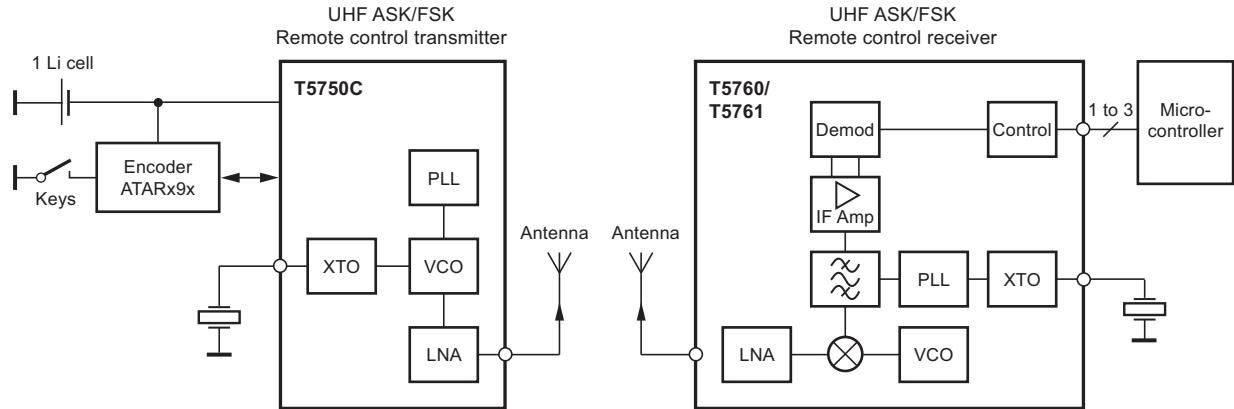 UHF ASK/FSK
Remote control transmitter
1 Li cell
T5750C
Encoder
ATARx9x
Keys
PLL
XTO
VCO
LNA
Antenna
UHF ASK/FSK
Remote control receiver
Antenna
T5760/
T5761
Demod
Control
1 to 3
Micro-
controller
IF Amp
PLL
XTO
LNA
VCO